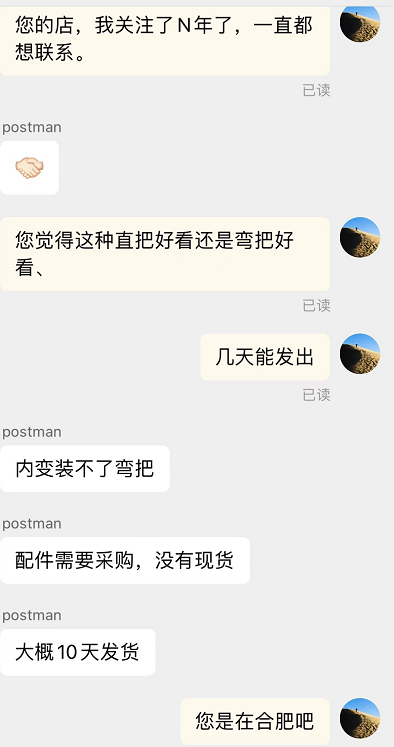 您的店，我关注了N年了，一直都
想联系。
已读
postman
您觉得这种直把好看还是弯把好
看、
已读
几天能发出
已读
postman
内变装不了弯把
postman
配件需要采购，没有现货
postman
大概10天发货
您是在合肥吧